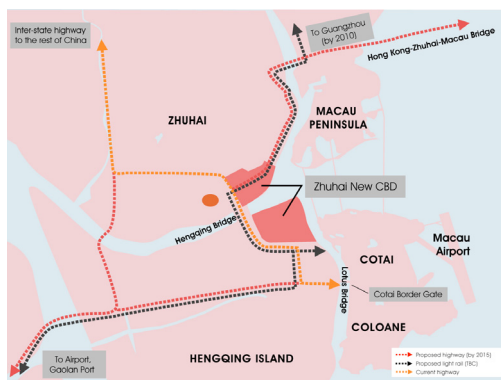 Inter-state highway
to the rest of China
To Guangzhou
(by 2010)
Hong Kong-Zhuhai-Macau Bridge
ZHUHAI
MACAU
PENINSULA
Zhuhai New CBD
Hengqing Bridge
Macau
Airport
COTAI
Lotus Bridge
Cotai Border Gate
COLOANE
To Airport,
Gaolan Port
HENGQING ISLAND
Proposed highway (by 2015)
Proposed light rail (TBC)
Current highway